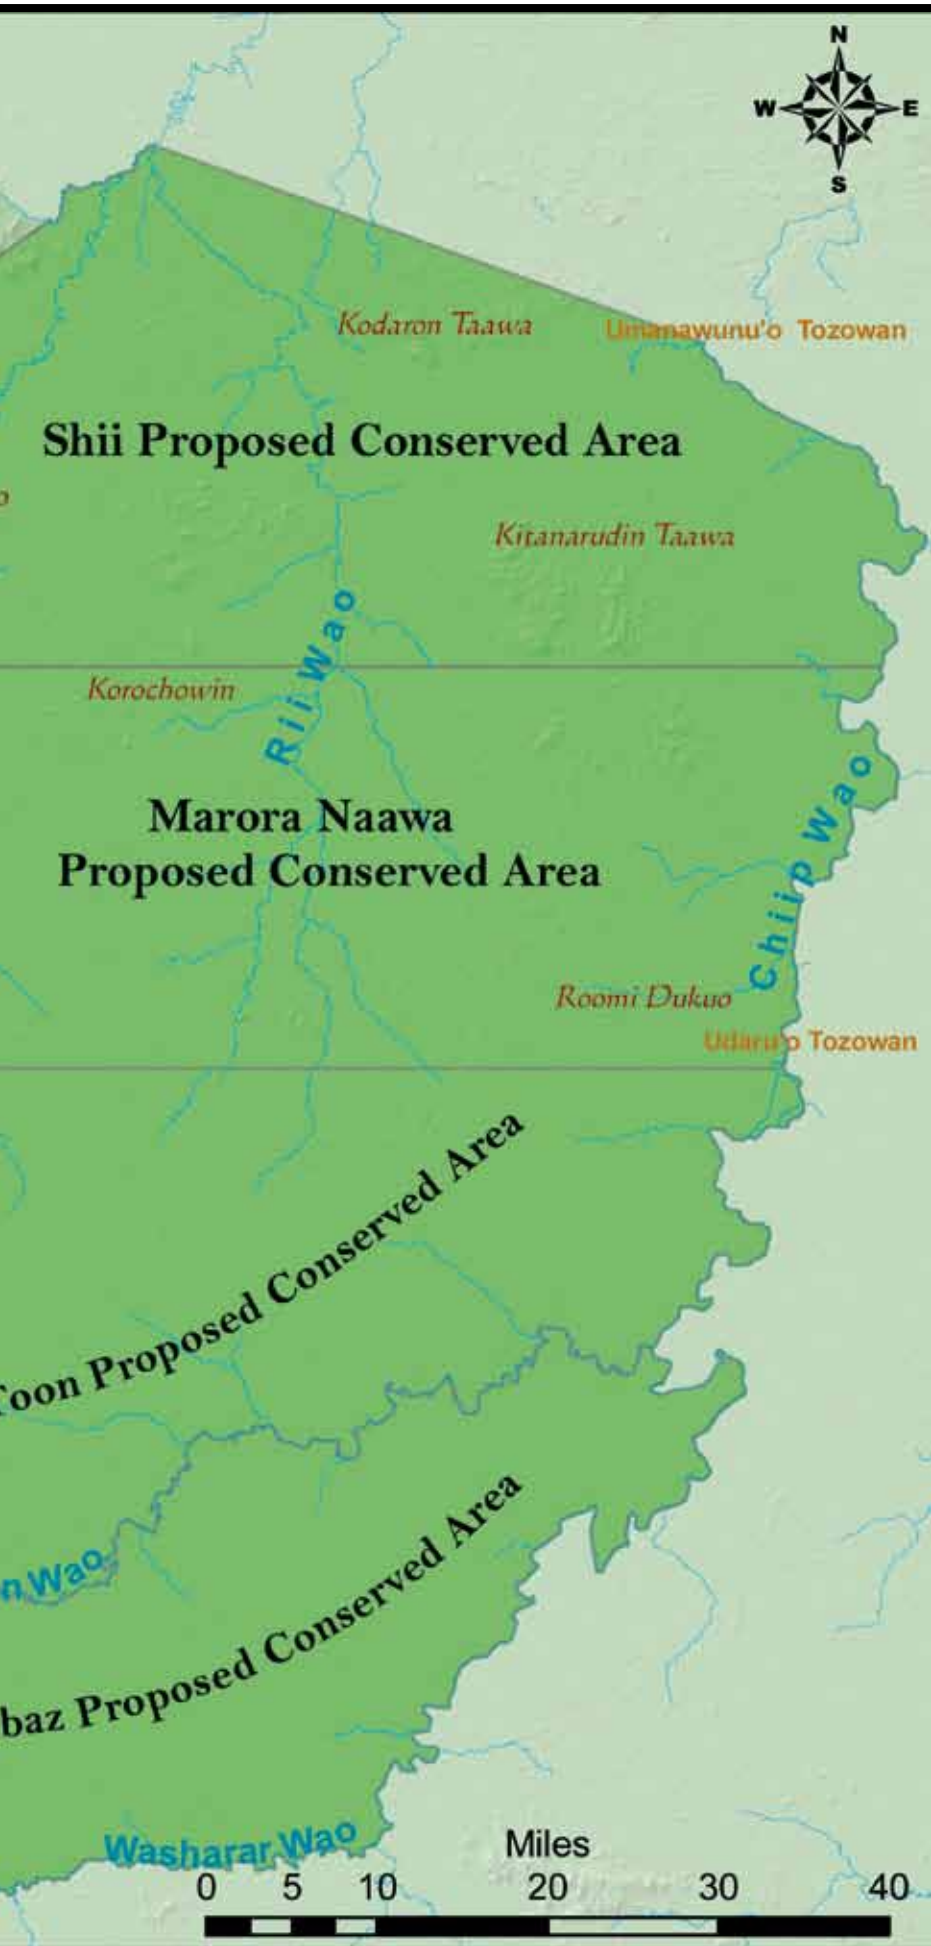 N
W E
S
Kodaron Taawa
Umanawunu'o Tozowan
Shii Proposed Conserved Area
o
Kitanarudin Taawa
Rii Wao
Korochowin
Chiip Wao
Marora Naawa
Proposed Conserved Area
Roomi Dukuo
Udaru'o Tozowan
Toon Proposed Conserved Area
n Wao
baz Proposed Conserved Area
Washarar Wao
Miles
0 5 10 20 30 40